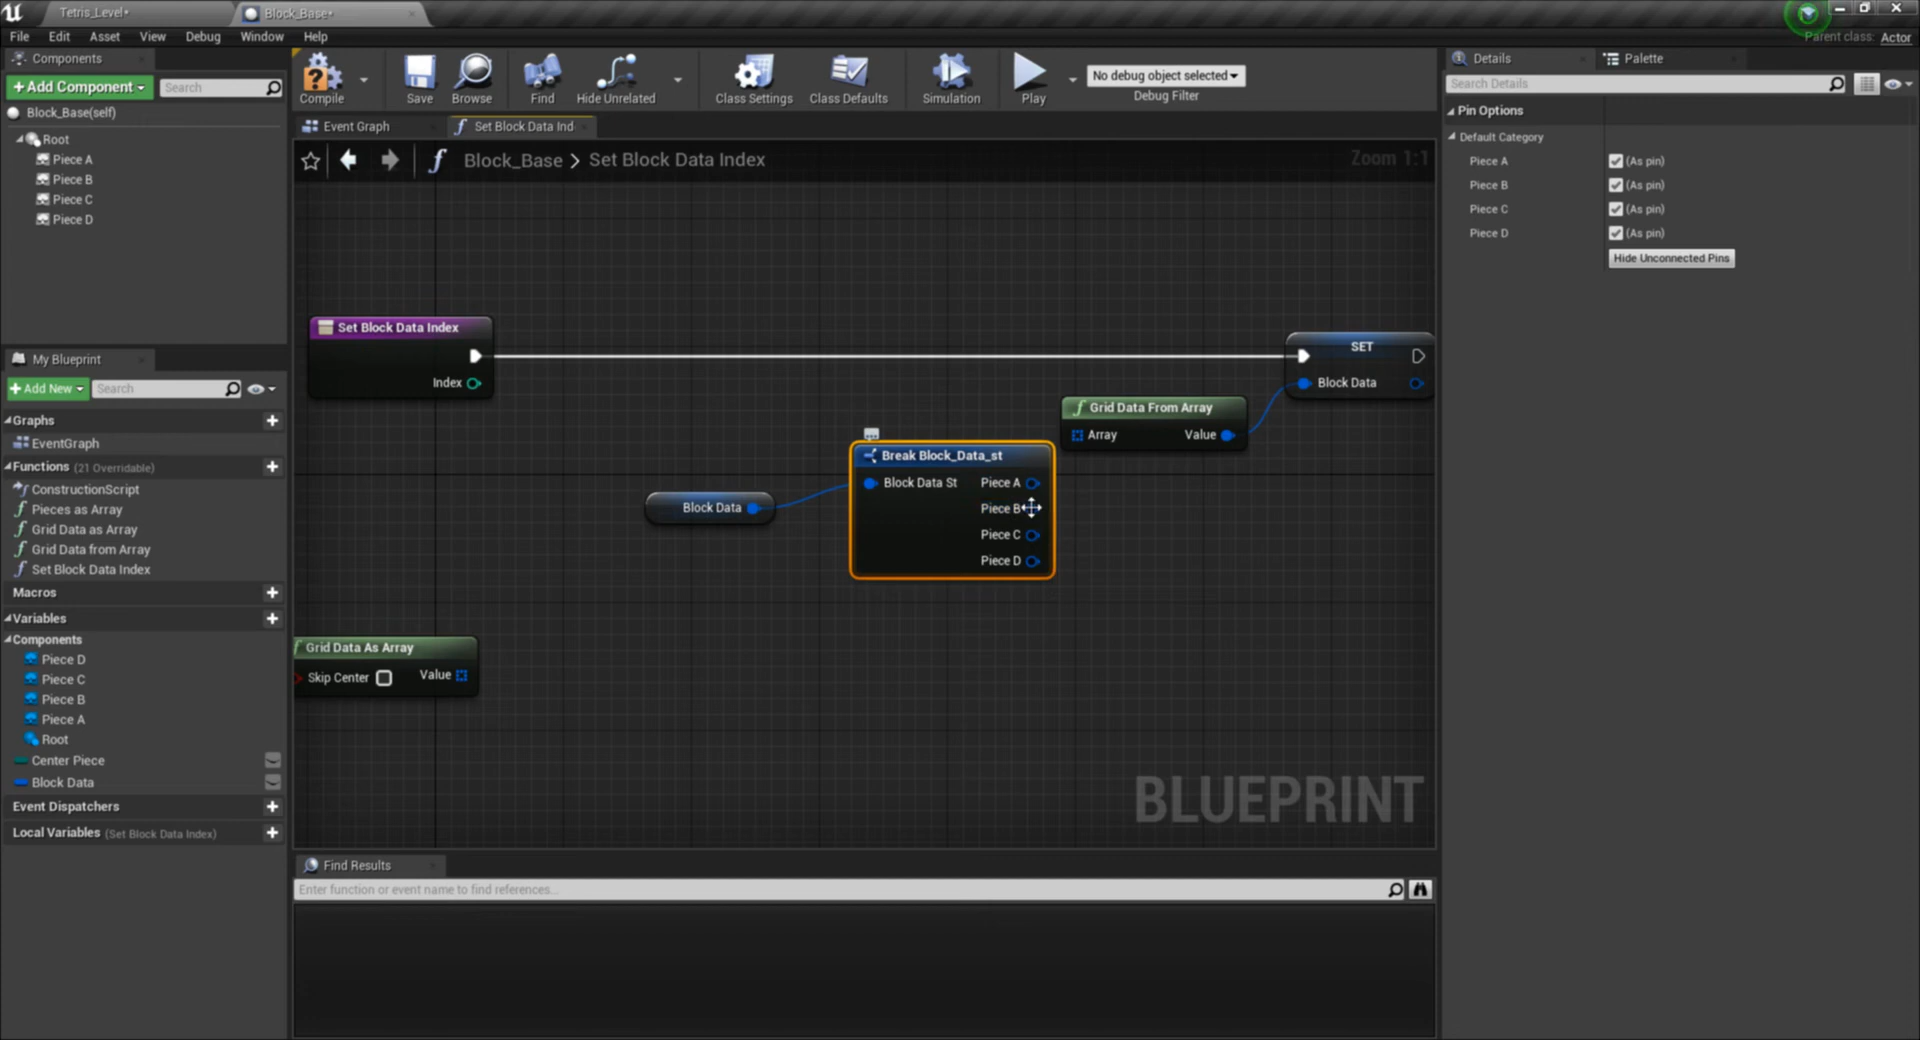 Tetris_Level•
Block_Base•
File Edit Asset View Debug Window Help
Parent class: Actor
Components
+Add Component
Search
Block_Base(self)
Root
Piece A
Piece B
Piece C
Piece D
Compile
Save
Browse
Find
Hide Unrelated
Class Settings
Class Defaults
Simulation
Play
No debug object selected
Debug Filter
Event Graph
Set Block Data Ind
Block_Base > Set Block Data Index
Zoom 1:1
Set Block Data Index
Index
SET
Block Data
Grid Data From Array
Array Value
Break Block_Data_st
Block Data St Piece A
Piece B
Piece C
Piece D
Block Data
Grid Data As Array
Skip Center Value
BLUEPRINT
My Blueprint
+Add New
Search
Graphs
EventGraph
Functions (21 Overridable)
ConstructionScript
Pieces as Array
Grid Data as Array
Grid Data from Array
Set Block Data Index
Macros
Variables
Components
Piece D
Piece C
Piece B
Piece A
Root
Center Piece
Block Data
Event Dispatchers
Local Variables (Set Block Data Index)
Find Results
Enter function or event name to find references...
Details
Palette
Search Details
Pin Options
Default Category
Piece A (As pin)
Piece B (As pin)
Piece C (As pin)
Piece D (As pin)
Hide Unconnected Pins